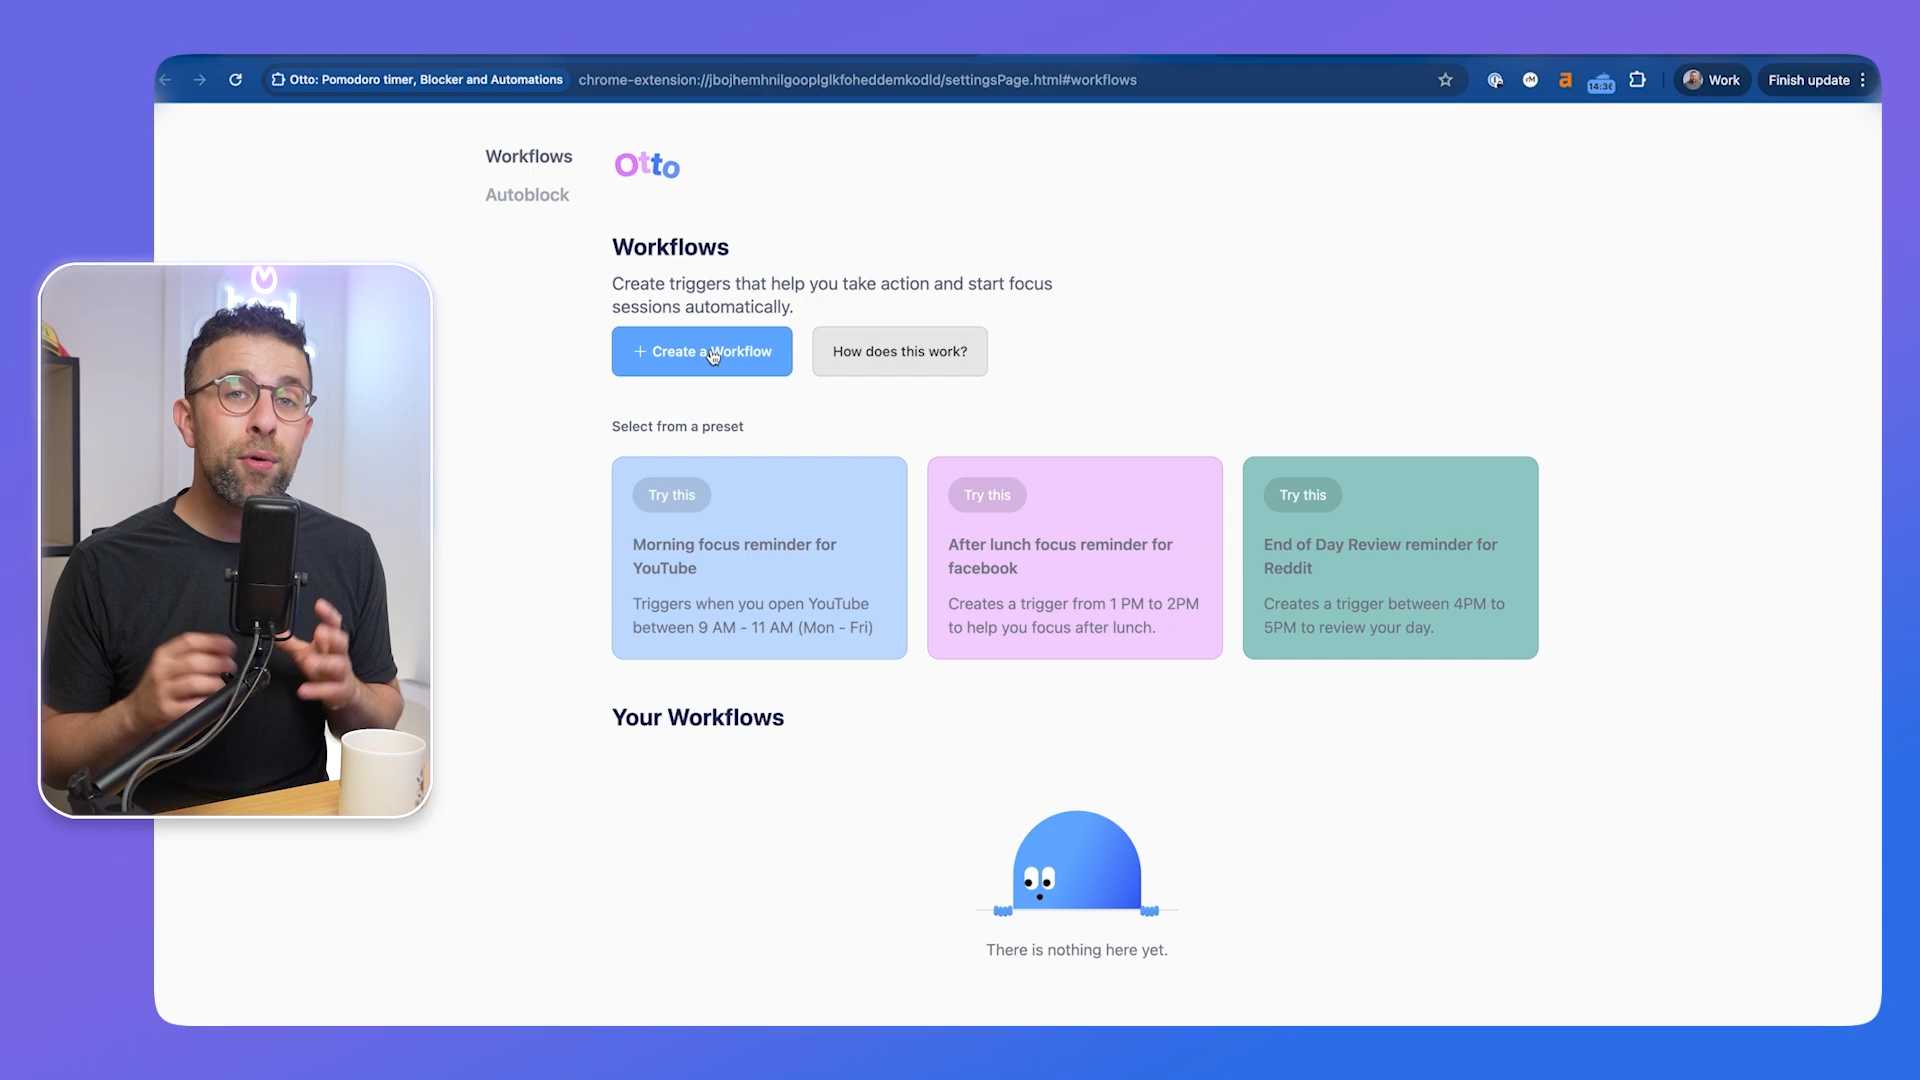 Otto: Pomodoro timer, Blocker and Automations
chrome-extension://jbojhemhnilgooplglkfoheddemkodld/settingsPage.html#workflows
14:36
Work
Finish update
Workflows
Autoblock
Otto
Workflows
Create triggers that help you take action and start focus
sessions automatically.
+ Create a Workflow
How does this work?
Select from a preset
Try this
Morning focus reminder for
YouTube
Triggers when you open YouTube
between 9 AM - 11 AM (Mon - Fri)
Try this
After lunch focus reminder for
facebook
Creates a trigger from 1 PM to 2PM
to help you focus after lunch.
Try this
End of Day Review reminder for
Reddit
Creates a trigger between 4PM to
5PM to review your day.
Your Workflows
There is nothing here yet.